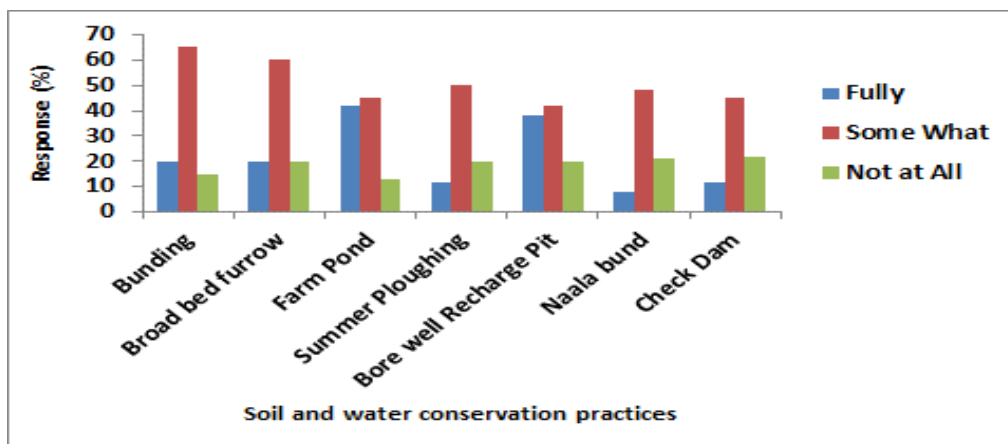 70
60
50
40
30
20
10
0
Response (%)
Bunding
Broad bed furrow
Farm Pond
Summer Ploughing
Bore well Recharge Pit
Naala bund
Check Dam
Soil and water conservation practices
Fully
Some What
Not at All